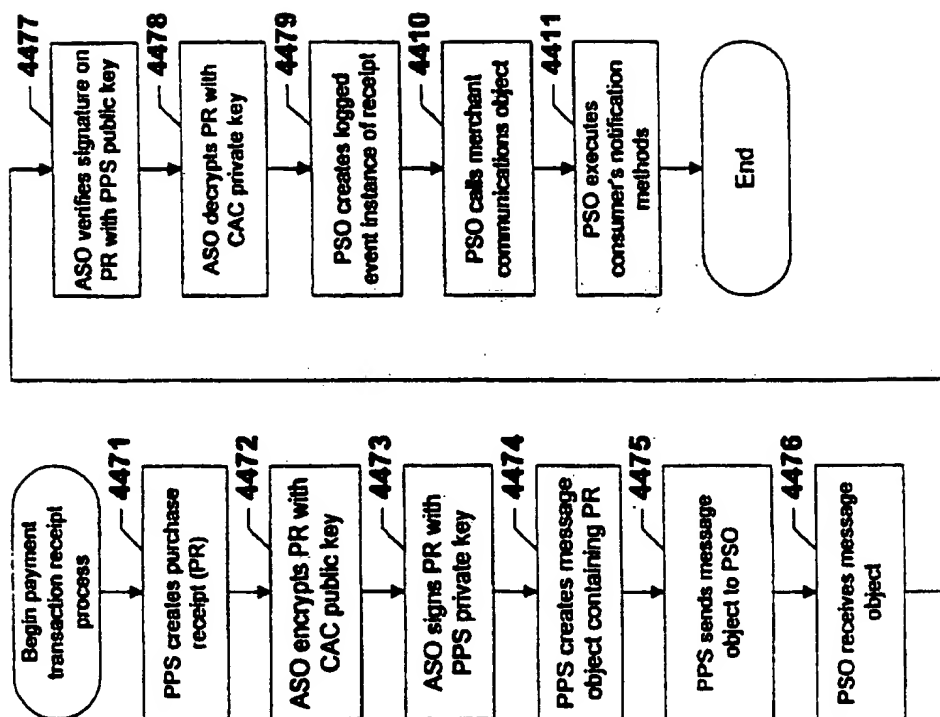 Begin payment
transaction receipt
process
4471
PPS creates purchase
receipt (PR)
4472
ASO encrypts PR with
CAC public key
4473
ASO signs PR with
PPS private key
4474
PPS creates message
object containing PR
4475
PPS sends message
object to PSO
4476
PSO receives message
object
4477
ASO verifies signature on
PR with PPS public key
4478
ASO decrypts PR with
CAC private key
4479
PSO creates logged
event instance of receipt
4410
PSO calls merchant
communications object
4411
PSO executes
consumer's notification
methods
End